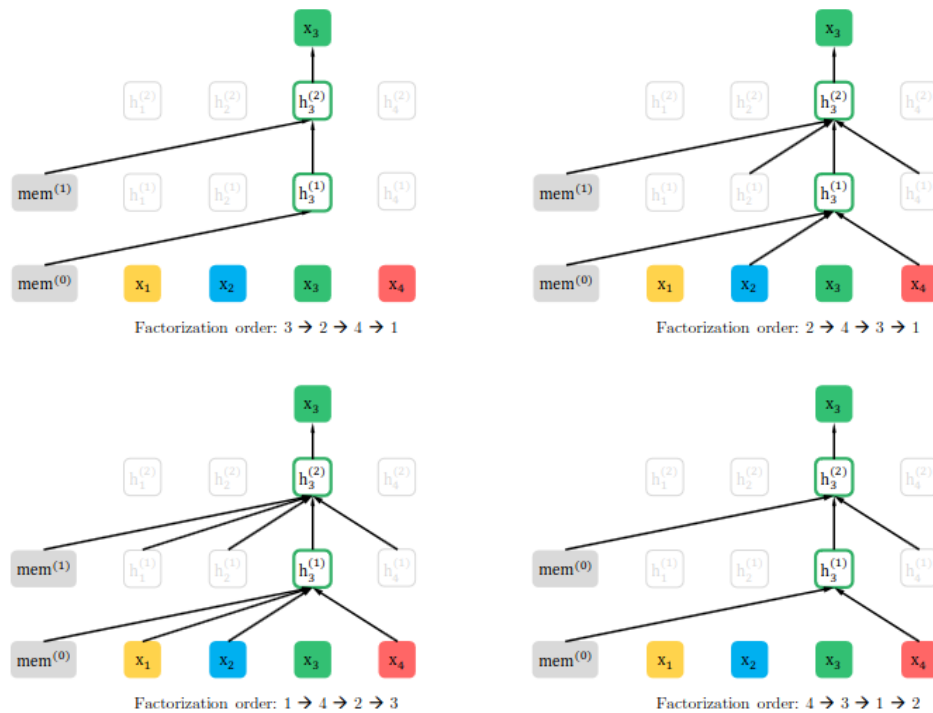 x₃ x₃
h₁⁽²⁾ h₂⁽²⁾ h₃⁽²⁾ h₄⁽²⁾ h₁⁽²⁾ h₂⁽²⁾ h₃⁽²⁾ h₄⁽²⁾
mem⁽¹⁾ h₁⁽¹⁾ h₂⁽¹⁾ h₃⁽¹⁾ h₄⁽¹⁾ mem⁽¹⁾ h₁⁽¹⁾ h₂⁽¹⁾ h₃⁽¹⁾ h₄⁽¹⁾
mem⁽⁰⁾ x₁ x₂ x₃ x₄ mem⁽⁰⁾ x₁ x₂ x₃ x₄
Factorization order: 3 → 2 → 4 → 1 Factorization order: 2 → 4 → 3 → 1
x₃ x₃
h₁⁽²⁾ h₂⁽²⁾ h₃⁽²⁾ h₄⁽²⁾ h₁⁽²⁾ h₂⁽²⁾ h₃⁽²⁾ h₄⁽²⁾
mem⁽¹⁾ h₁⁽¹⁾ h₂⁽¹⁾ h₃⁽¹⁾ h₄⁽¹⁾ mem⁽⁰⁾ h₁⁽¹⁾ h₂⁽¹⁾ h₃⁽¹⁾ h₄⁽¹⁾
mem⁽⁰⁾ x₁ x₂ x₃ x₄ mem⁽⁰⁾ x₁ x₂ x₃ x₄
Factorization order: 1 → 4 → 2 → 3 Factorization order: 4 → 3 → 1 → 2